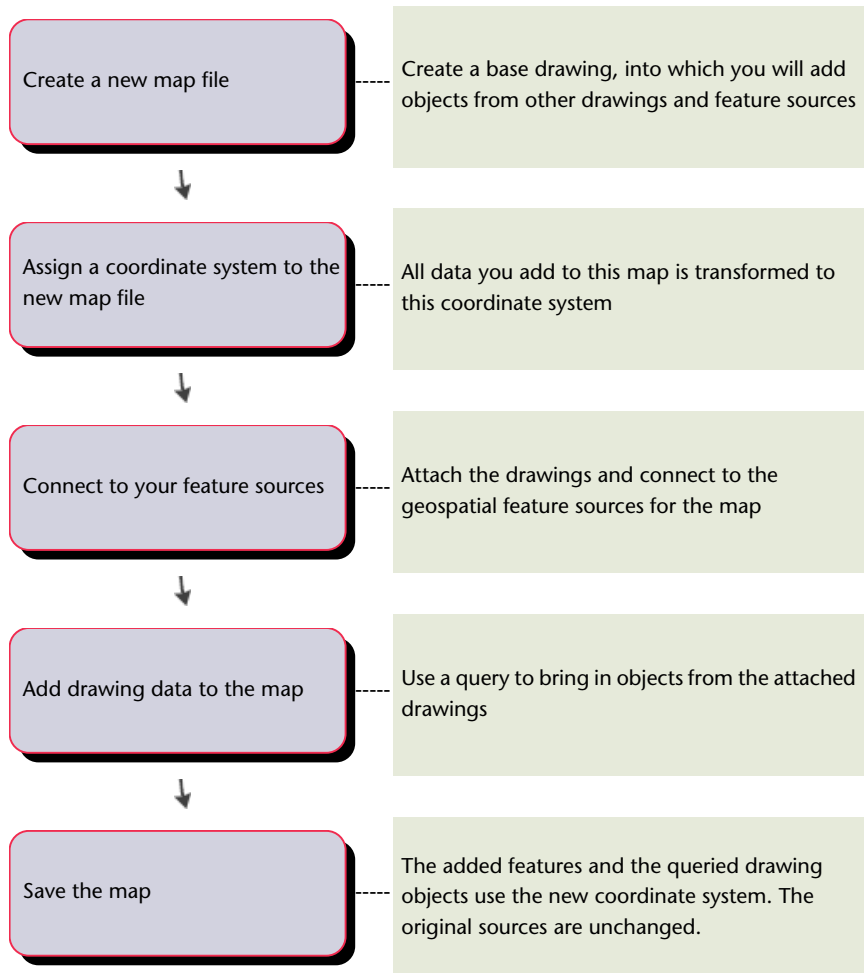 Create a new map file
Create a base drawing, into which you will add
objects from other drawings and feature sources
Assign a coordinate system to the
new map file
All data you add to this map is transformed to
this coordinate system
Connect to your feature sources
Attach the drawings and connect to the
geospatial feature sources for the map
Add drawing data to the map
Use a query to bring in objects from the attached
drawings
Save the map
The added features and the queried drawing
objects use the new coordinate system. The
original sources are unchanged.